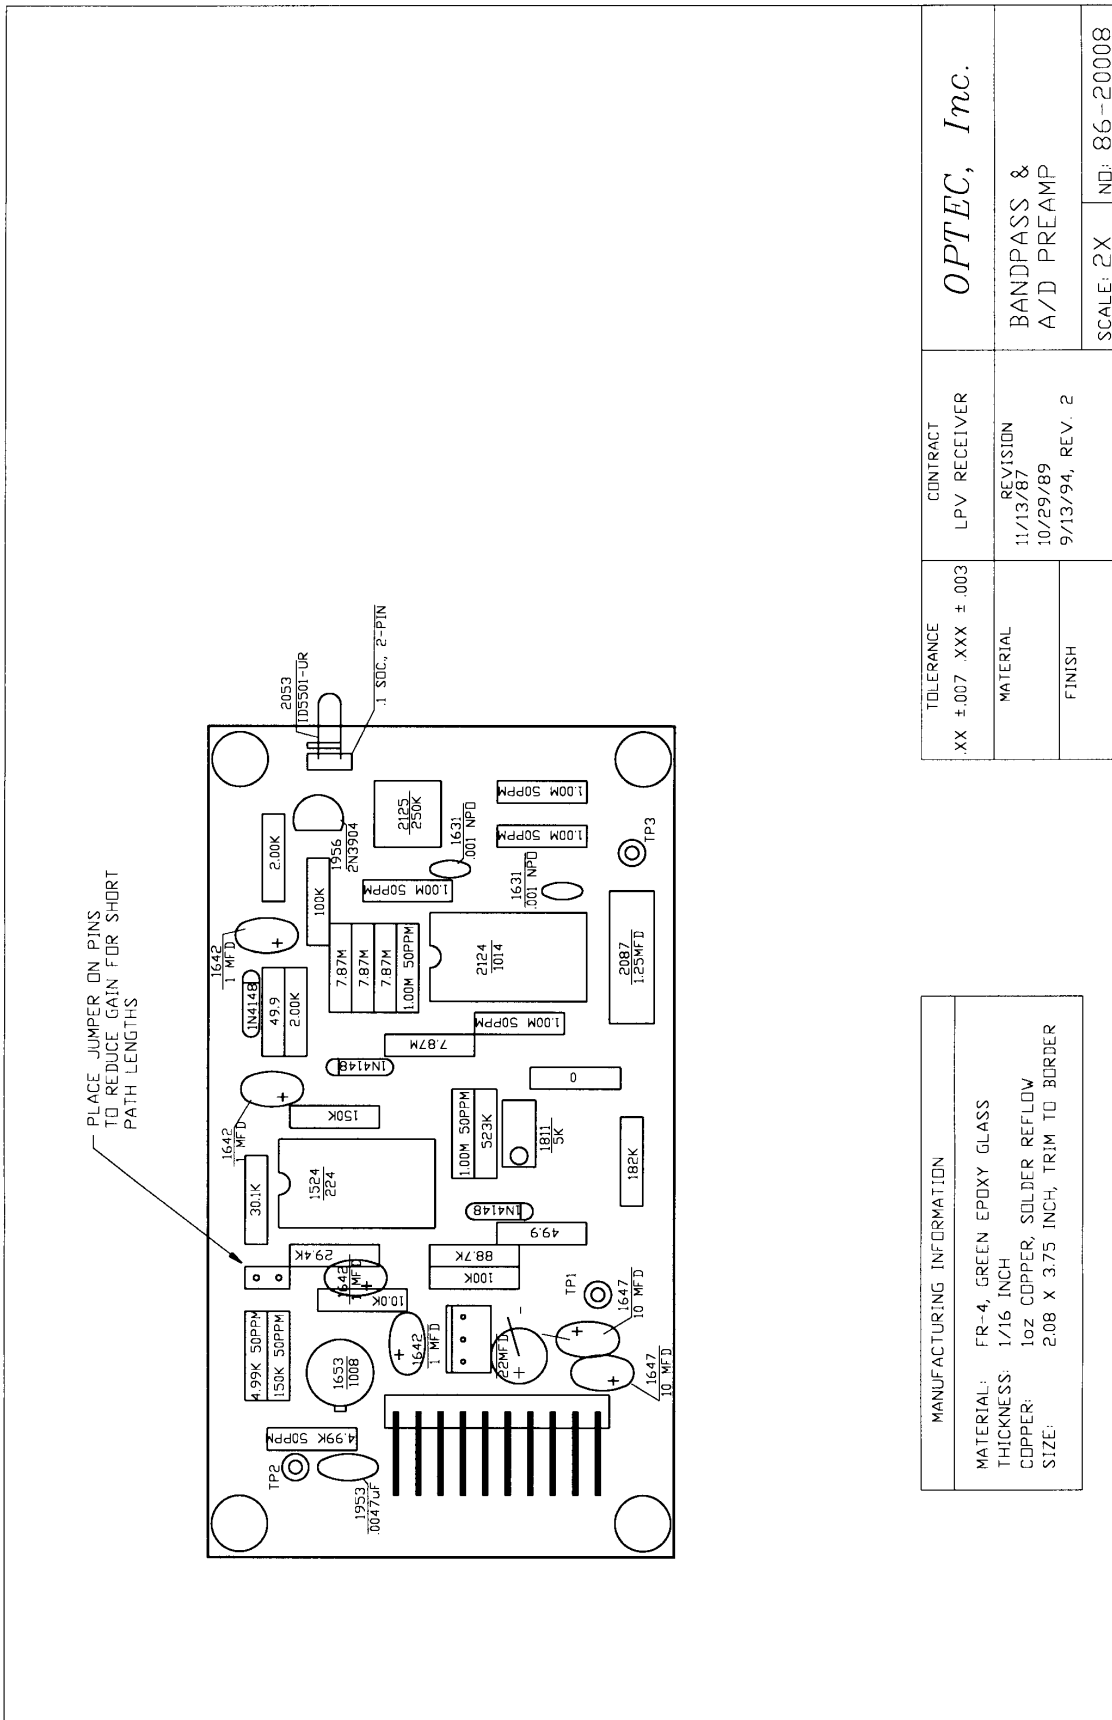 PLACE JUMPER ON PINS
TO REDUCE GAIN FOR SHORT
PATH LENGTHS
1642
1 MFD
1642
1 MFD
2053
ID5501-UR
.1 SOC., 2-PIN
TP2
4.99K 50PPM
1953
.0047uF
4.99K 50PPM
150K 50PPM
1653
1008
30.1K
29.4K
1642
1 MFD
10.0K
1642
1 MFD
1524
224
150K
1N4148
49.9
2.00K
1N4148
2.00K
100K
1956
2N3904
7.87M
7.87M
7.87M
1.00M 50PPM
1.00M 50PPM
2125
250K
1631
.001 NPO
1631
.001 NPO
1.00M 50PPM
1.00M 50PPM
2124
1014
7.87M
1.00M 50PPM
1.00M 50PPM
523K
1811
5K
0
88.7K
100K
1N4148
49.9
182K
22MFD
-
TP1
1647
10 MFD
1647
10 MFD
2087
1.25MFD
TP3
MANUFACTURING INFORMATION
MATERIAL: FR-4, GREEN EPOXY GLASS
THICKNESS: 1/16 INCH
COPPER: 1oz COPPER, SOLDER REFLOW
SIZE: 2.08 X 3.75 INCH, TRIM TO BORDER
TOLERANCE
.XX ±.007 .XXX ±.003
CONTRACT
LPV RECEIVER
OPTEC, Inc.
MATERIAL
REVISION
11/13/87
10/29/89
9/13/94, REV. 2
BANDPASS &
A/D PREAMP
FINISH
SCALE: 2X
NO: 86-20008